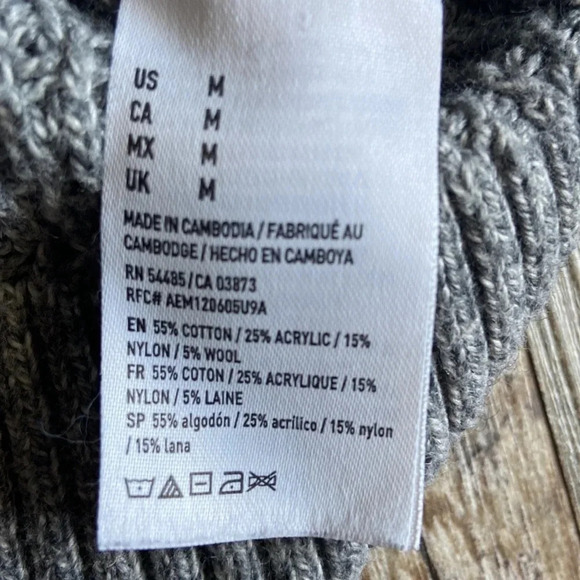 US M
CA M
MX M
UK M
MADE IN CAMBODIA / FABRIQUÉ AU
CAMBODGE / HECHO EN CAMBOYA
RN 54485 / CA 03873
RFC# AEM120605U9A
EN 55% COTTON / 25% ACRYLIC / 15%
NYLON / 5% WOOL
FR 55% COTON / 25% ACRYLIQUE / 15%
NYLON / 5% LAINE
SP 55% algodón / 25% acrílico / 15% nylon
/ 15% lana